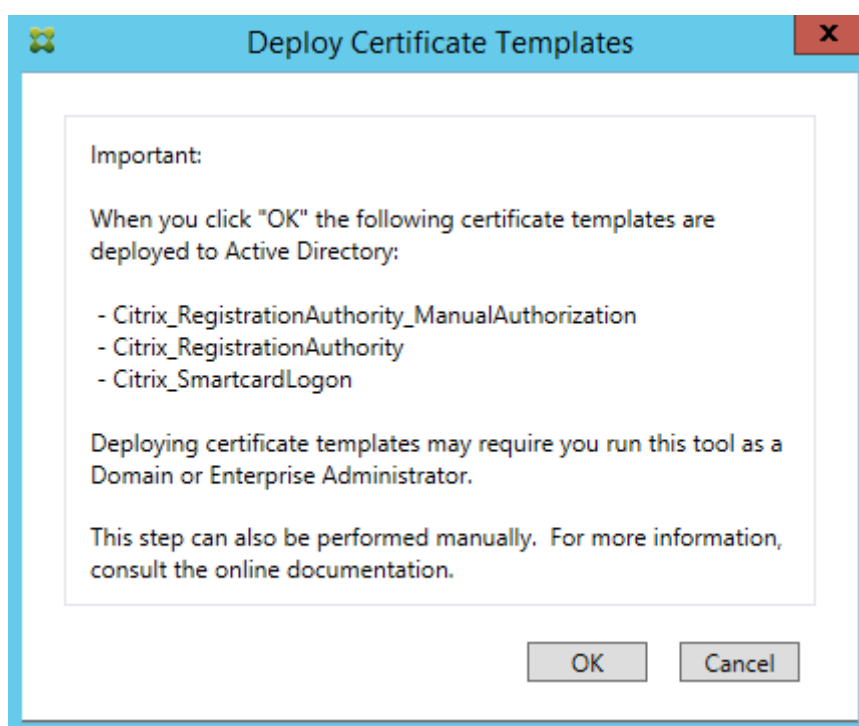 Deploy Certificate Templates
x
Important:
When you click "OK" the following certificate templates are
deployed to Active Directory:
- Citrix_RegistrationAuthority_ManualAuthorization
- Citrix_RegistrationAuthority
- Citrix_SmartcardLogon
Deploying certificate templates may require you run this tool as a
Domain or Enterprise Administrator.
This step can also be performed manually.  For more information,
consult the online documentation.
OK
Cancel